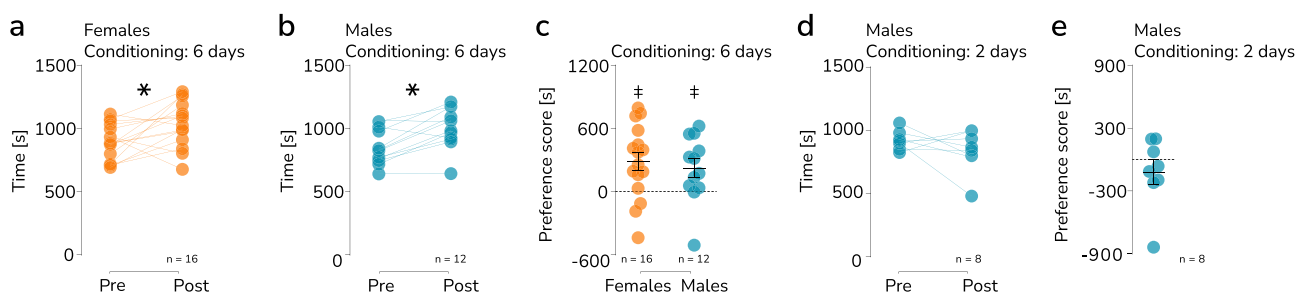 a
Females
Conditioning: 6 days
1500
1000
500
0
Time [s]
*
n = 16
Pre
Post
b
Males
Conditioning: 6 days
1500
1000
500
0
Time [s]
*
n = 12
Pre
Post
c
Conditioning: 6 days
1200
600
0
-600
Preference score [s]
‡
‡
n = 16
n = 12
Females
Males
d
Males
Conditioning: 2 days
1500
1000
500
0
Time [s]
n = 8
Pre
Post
e
Males
Conditioning: 2 days
900
300
-300
-900
Preference score [s]
n = 8